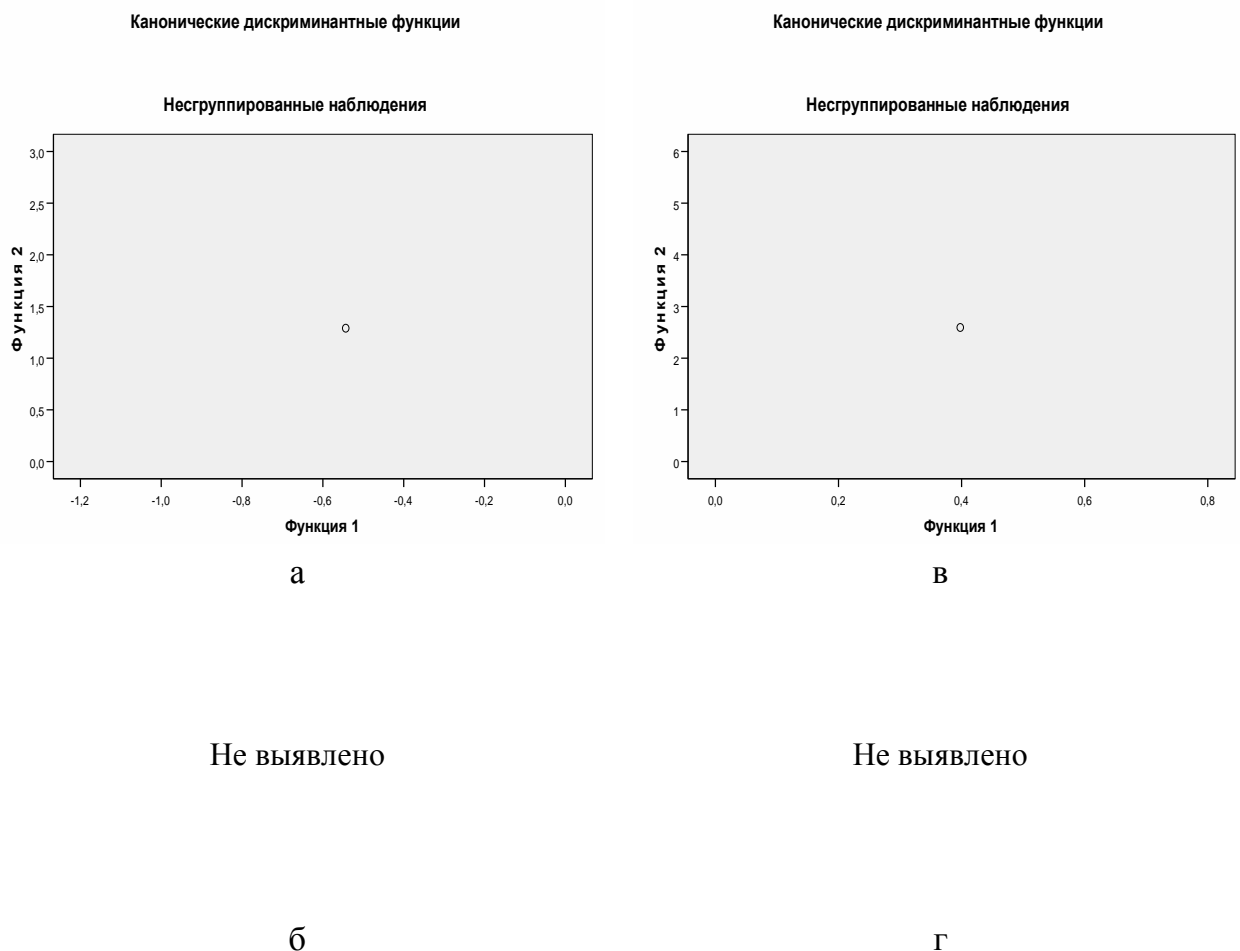 Канонические дискриминантные функции
Несгруппированные наблюдения
3,0
2,5
2,0
1,5
1,0
0,5
0,0
Функция 2
-1,2 -1,0 -0,8 -0,6 -0,4 -0,2 0,0
Функция 1
а
Канонические дискриминантные функции
Несгруппированные наблюдения
6
5
4
3
2
1
0
Функция 2
0,0 0,2 0,4 0,6 0,8
Функция 1
в
Не выявлено
б
Не выявлено
г